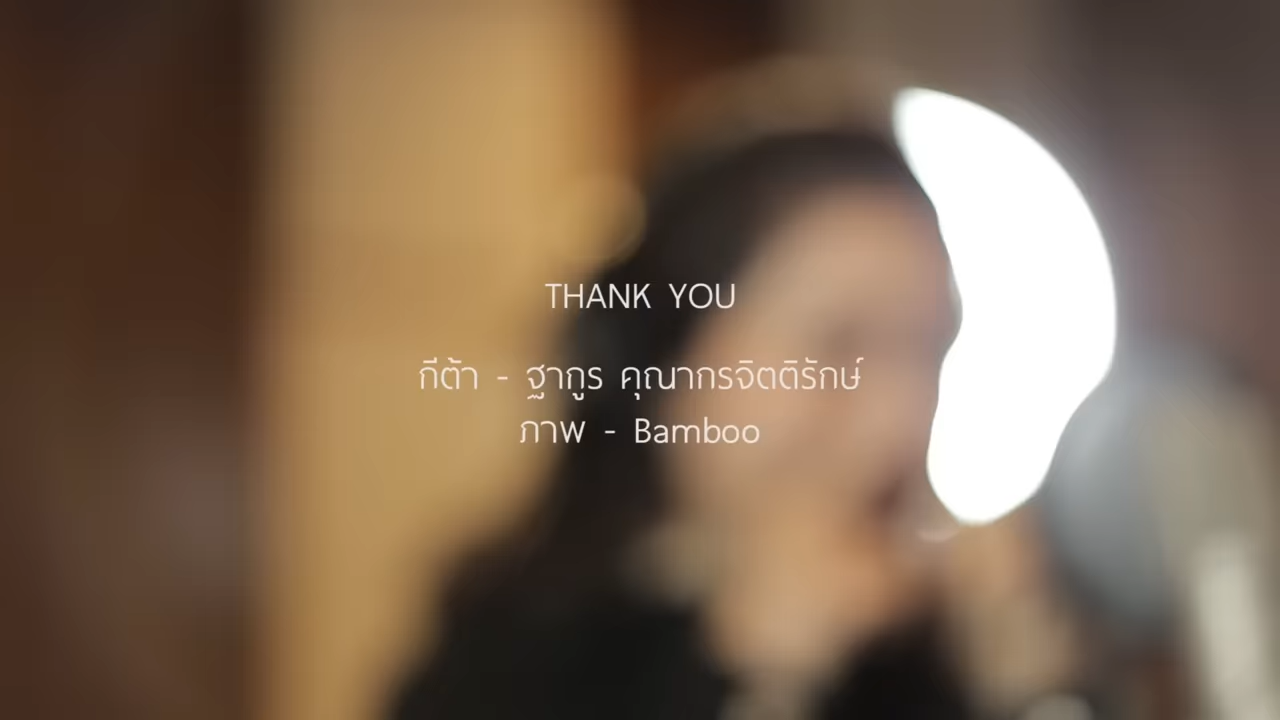 THANK YOU
กีต้า - ฐากูร คุณากรจิตติรักษ์
ภาพ - Bamboo